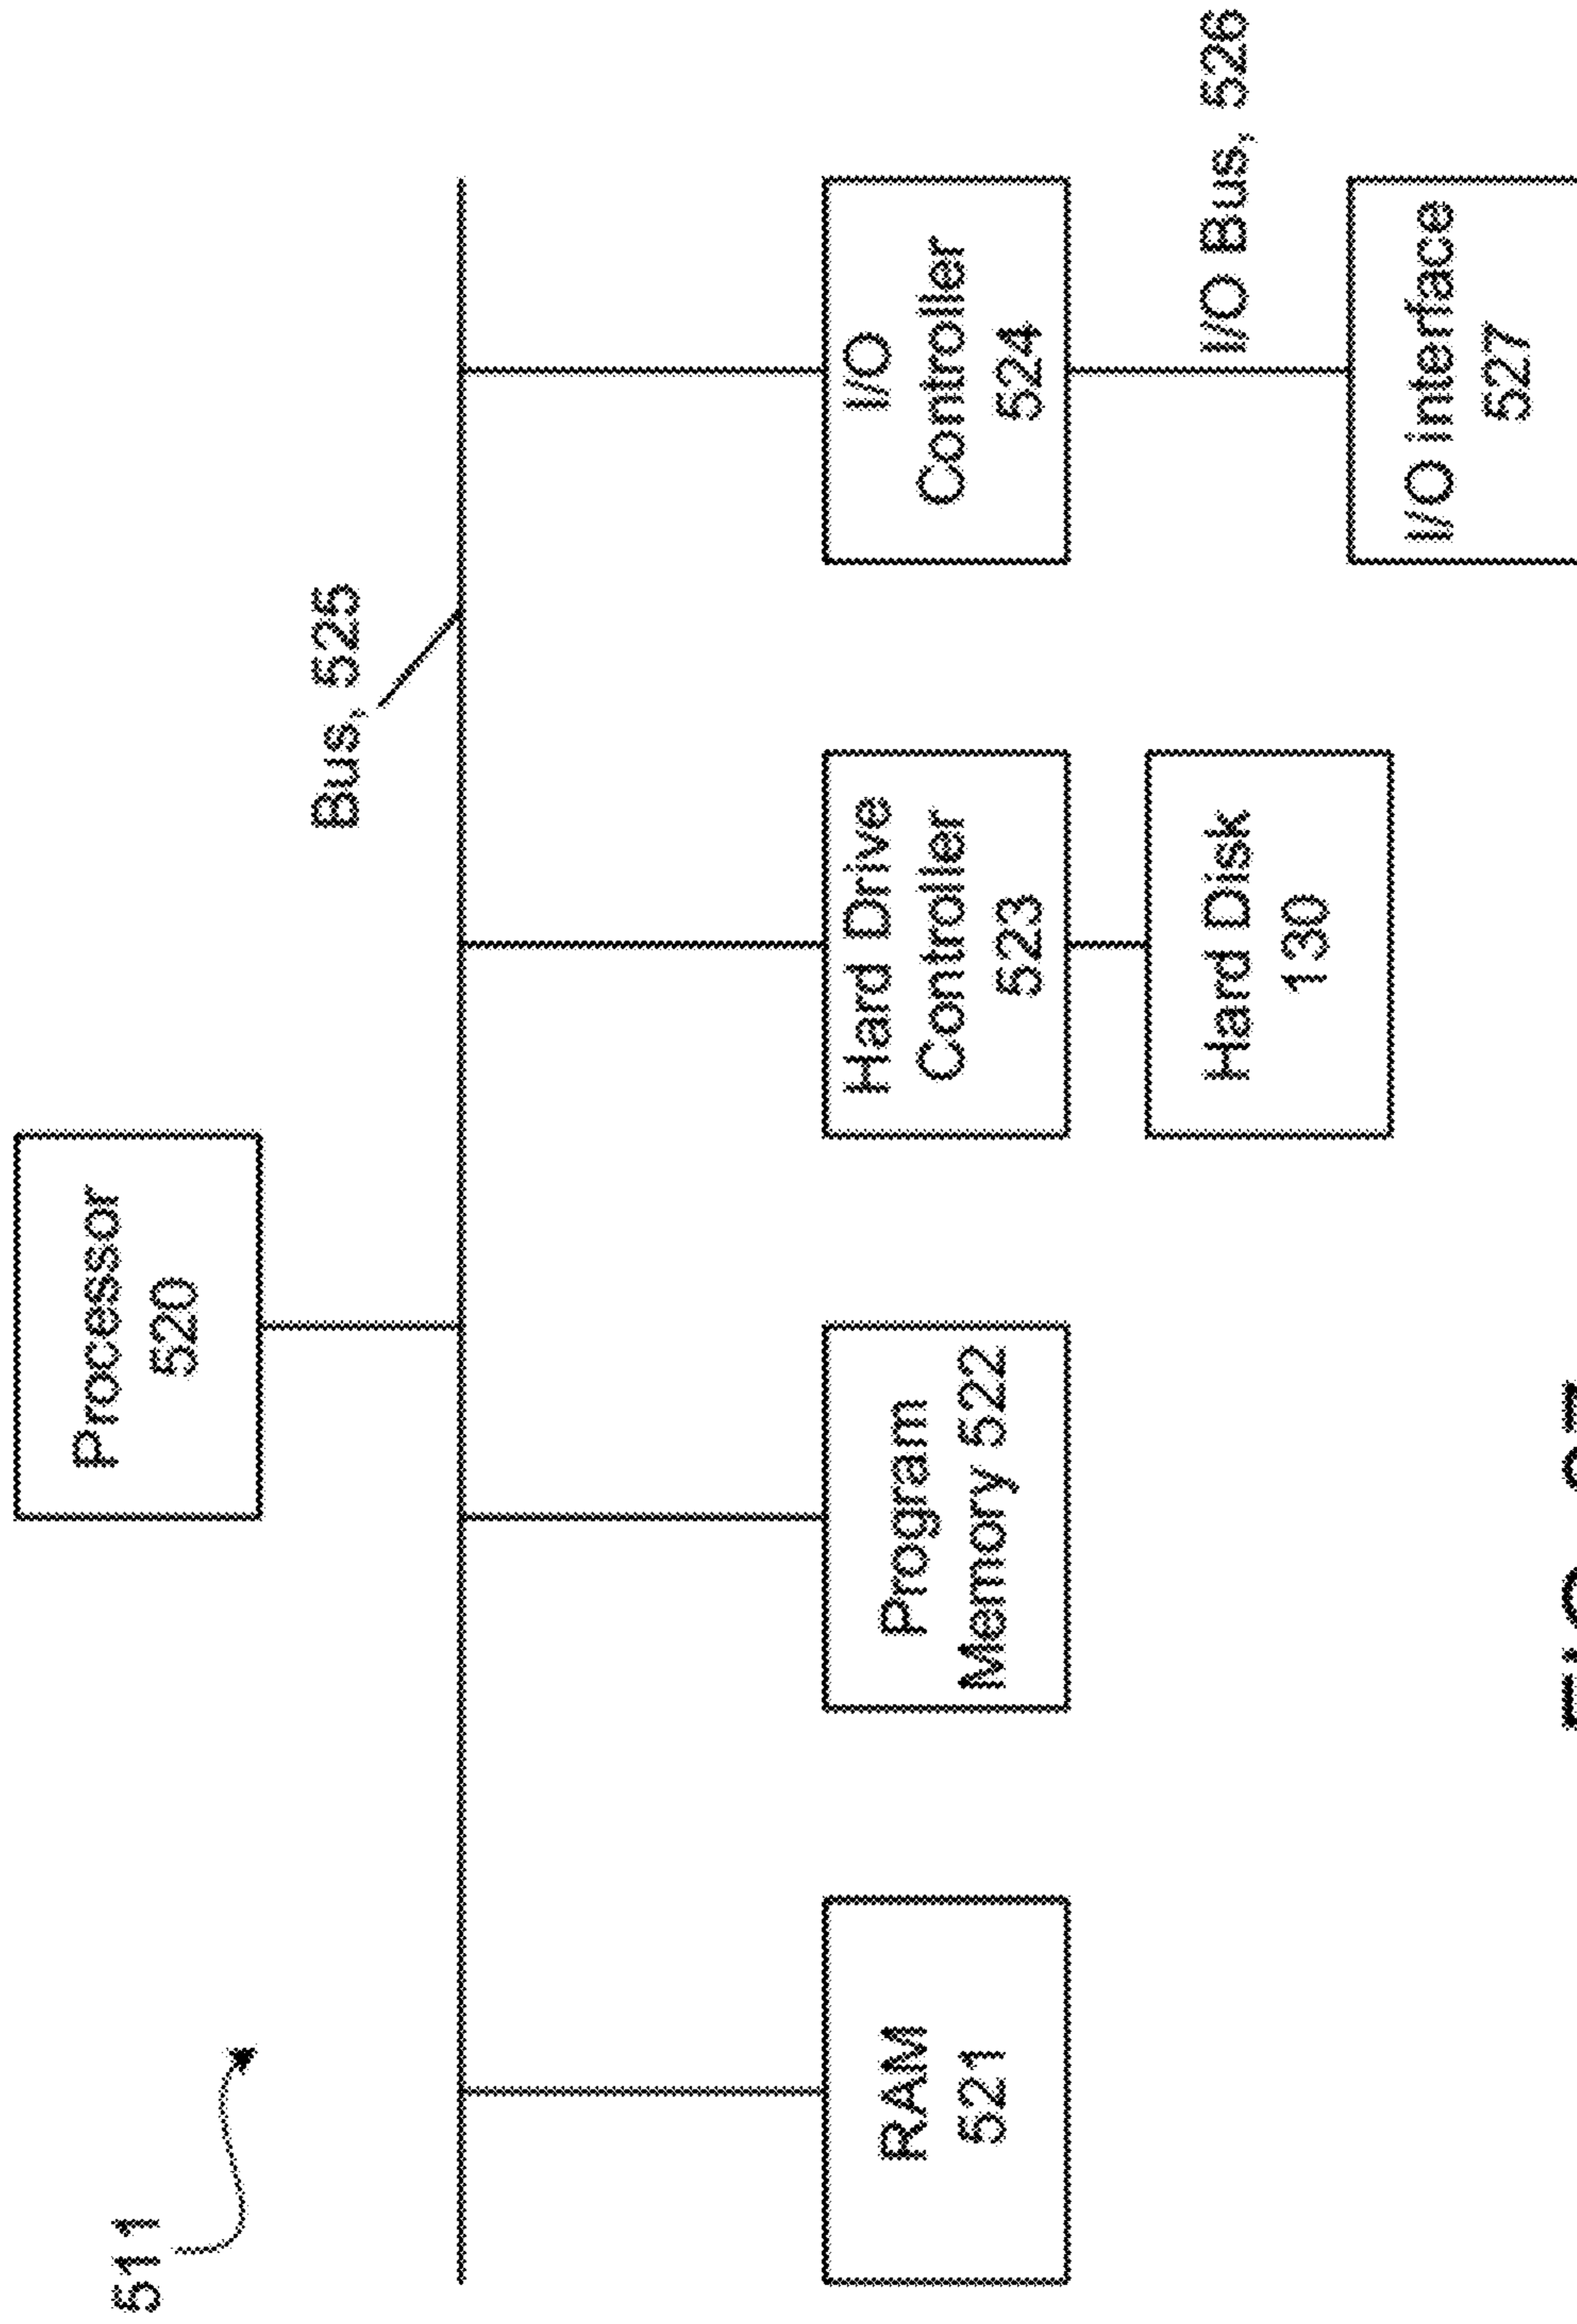 511
Processor
520
Bus, 525
RAM
521
Program
Memory 522
Hard Drive
Controller
523
I/O
Controller
524
Hard Disk
130
I/O Bus, 526
I/O interface
527